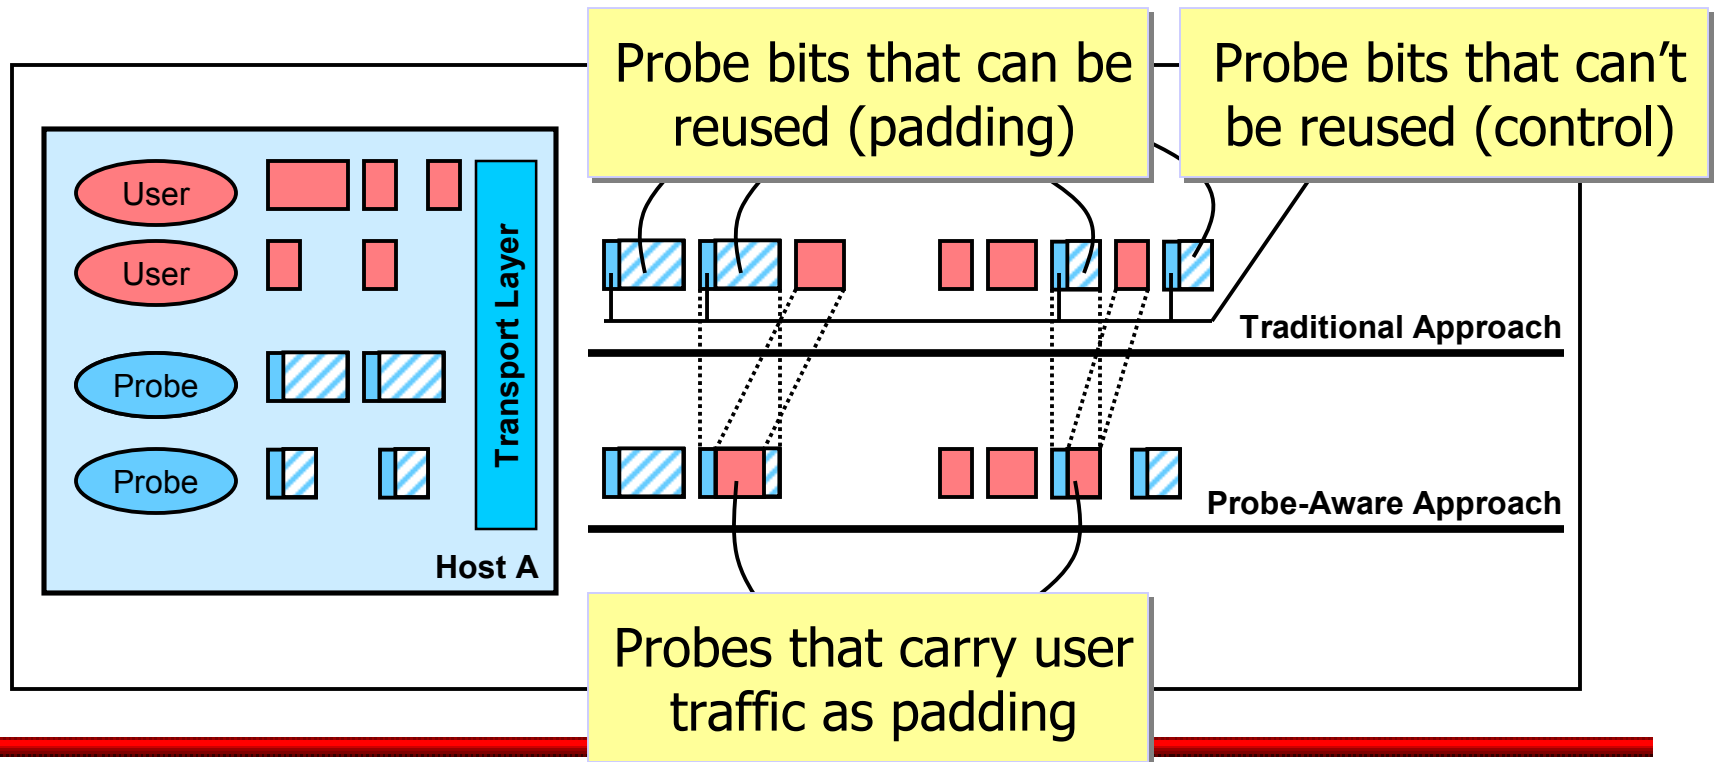 Probe bits that can be
reused (padding)
Probe bits that can’t
be reused (control)
User
User
Probe
Probe
Transport Layer
Host A
Traditional Approach
Probe-Aware Approach
Probes that carry user
traffic as padding